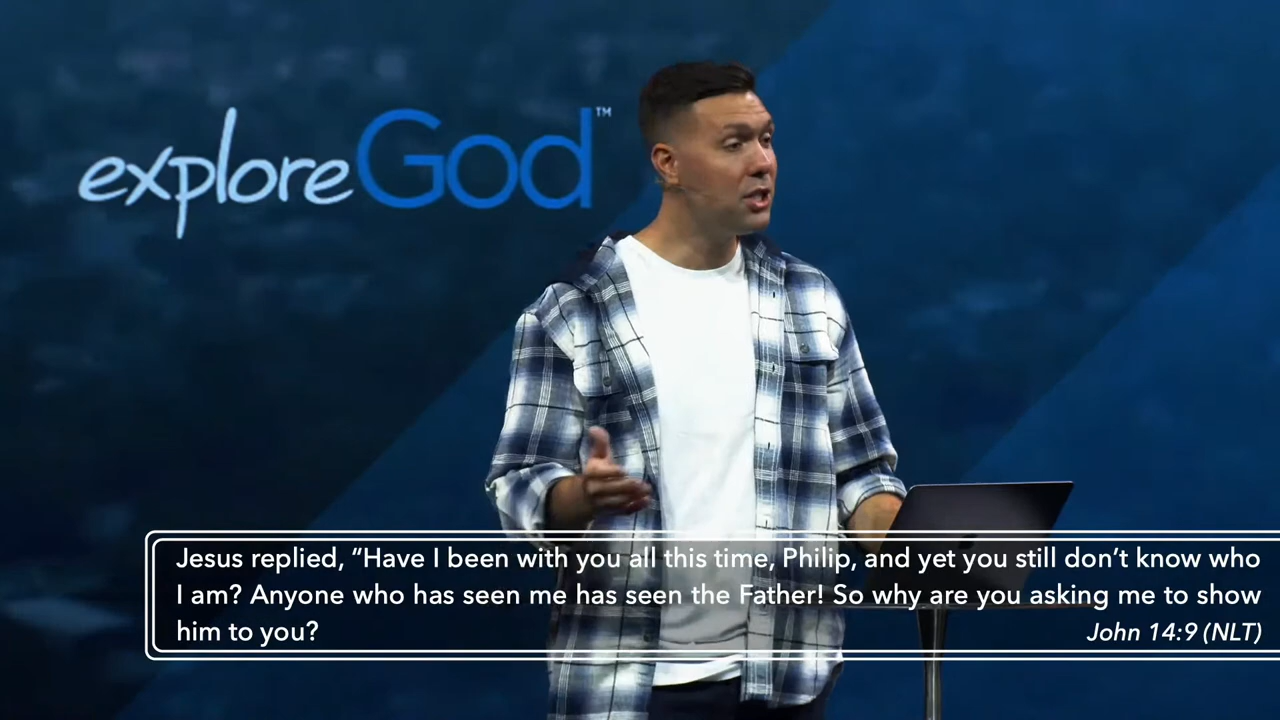 exploreGod™
Jesus replied, “Have I been with you all this time, Philip, and yet you still don’t know who
I am? Anyone who has seen me has seen the Father! So why are you asking me to show
him to you?
John 14:9 (NLT)